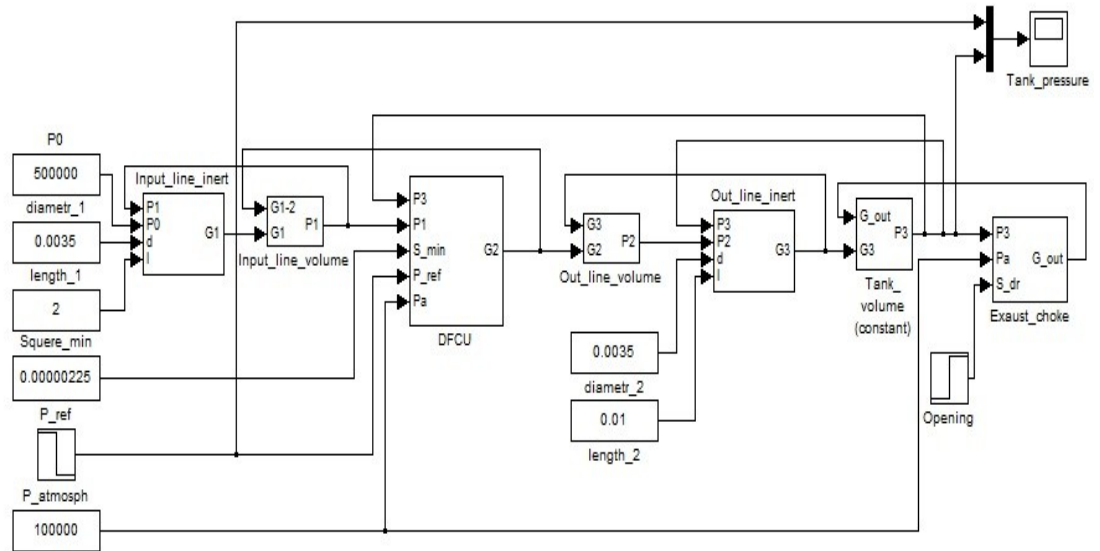 Tank_pressure
P0
500000
diametr_1
0.0035
length_1
2
Squere_min
0.00000225
P_ref
P_atmosph
100000
Input_line_inert
P1
P0
d
l
G1
G1-2
G1
P1
Input_line_volume
P3
P1
S_min
P_ref
Pa
G2
DFCU
G3
G2
P2
Out_line_volume
Out_line_inert
P3
P2
d
l
G3
0.0035
diametr_2
0.01
length_2
G_out
G3
P3
Tank_
volume
(constant)
P3
Pa
S_dr
G_out
Exaust_choke
Opening